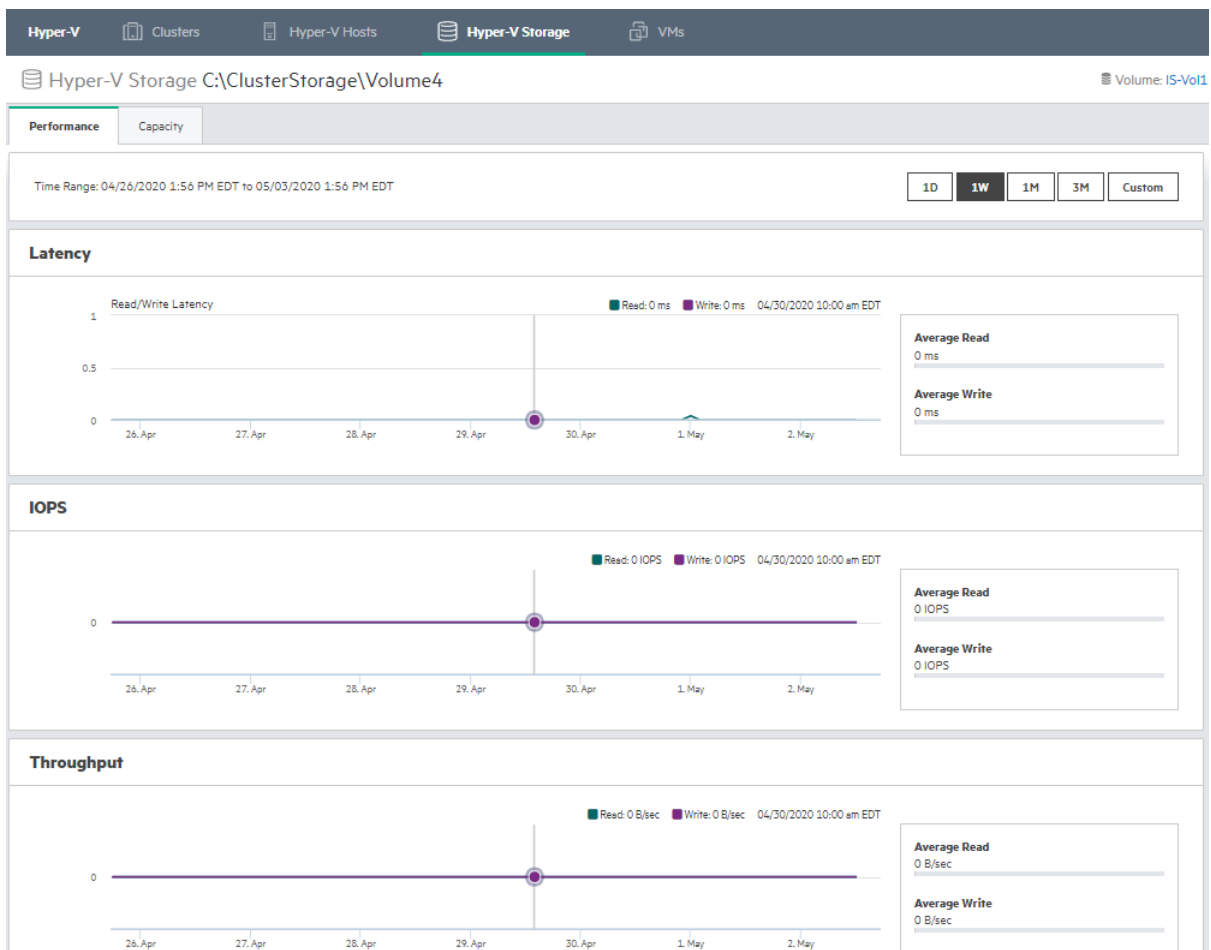 Hyper-V Clusters Hyper-V Hosts Hyper-V Storage VMs
Hyper-V Storage C:\ClusterStorage\Volume4 Volume: IS-Vol1
Performance Capacity
Time Range: 04/26/2020 1:56 PM EDT to 05/03/2020 1:56 PM EDT 1D 1W 1M 3M Custom
Latency
Read/Write Latency Read: 0 ms Write: 0 ms 04/30/2020 10:00 am EDT
1
0.5
0
26. Apr 27. Apr 28. Apr 29. Apr 30. Apr 1. May 2. May
Average Read
0 ms
Average Write
0 ms
IOPS
Read: 0 IOPS Write: 0 IOPS 04/30/2020 10:00 am EDT
0
26. Apr 27. Apr 28. Apr 29. Apr 30. Apr 1. May 2. May
Average Read
0 IOPS
Average Write
0 IOPS
Throughput
Read: 0 B/sec Write: 0 B/sec 04/30/2020 10:00 am EDT
0
26. Apr 27. Apr 28. Apr 29. Apr 30. Apr 1. May 2. May
Average Read
0 B/sec
Average Write
0 B/sec